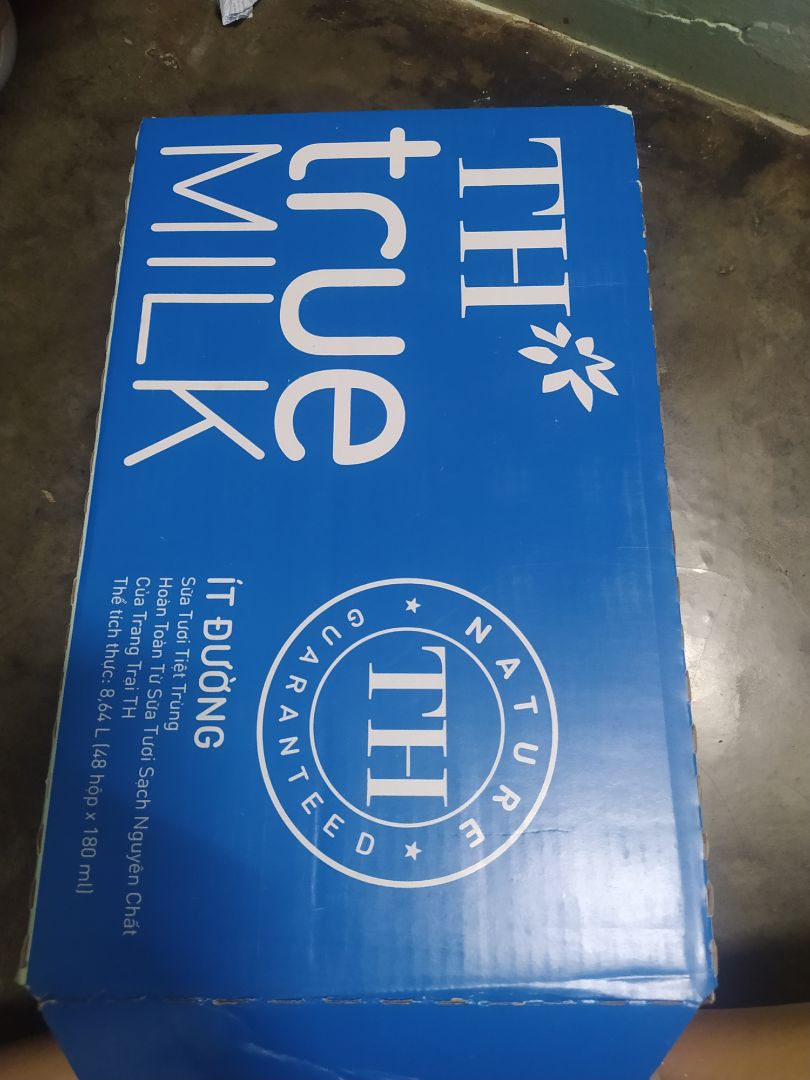 TH
true
MILK
NATURE
TH
GUARANTEED
ÍT ĐƯỜNG
Sữa Tươi Tiệt Trùng
Hoàn Toàn Từ Sữa Tươi Sạch Nguyên Chất
Của Trang Trại TH
Thể tích thực: 8,64 L (48 hộp x 180 ml)